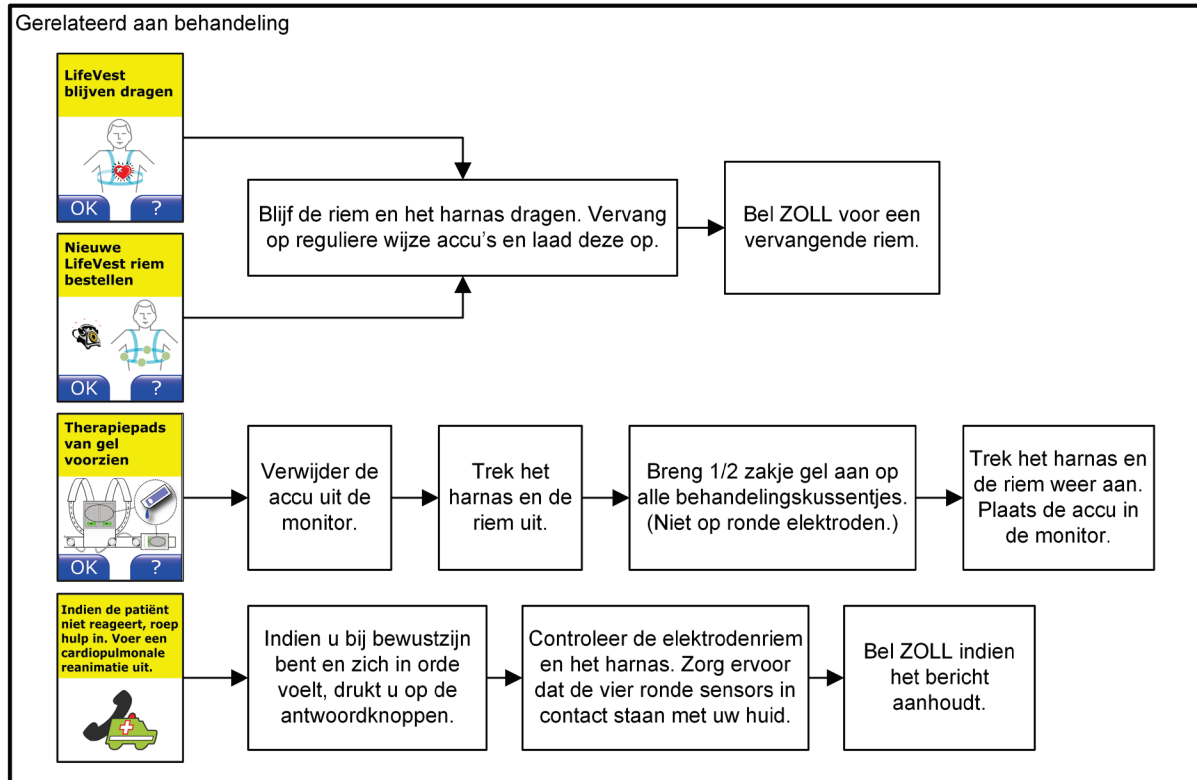 Gerelateerd aan behandeling
LifeVest
blijven dragen
OK ?
Nieuwe
LifeVest riem
bestellen
OK ?
Blijf de riem en het harnas dragen. Vervang
op reguliere wijze accu's en laad deze op.
Bel ZOLL voor een
vervangende riem.
Therapiepads
van gel
voorzien
OK ?
Verwijder de
accu uit de
monitor.
Trek het
harnas en de
riem uit.
Breng 1/2 zakje gel aan op
alle behandelingskussentjes.
(Niet op ronde elektroden.)
Trek het harnas en
de riem weer aan.
Plaats de accu in
de monitor.
Indien de patiënt
niet reageert, roep
hulp in. Voer een
cardiopulmonale
reanimatie uit.
Indien u bij bewustzijn
bent en zich in orde
voelt, drukt u op de
antwoordknoppen.
Controleer de elektrodenriem
en het harnas. Zorg ervoor
dat de vier ronde sensors in
contact staan met uw huid.
Bel ZOLL indien
het bericht
aanhoudt.